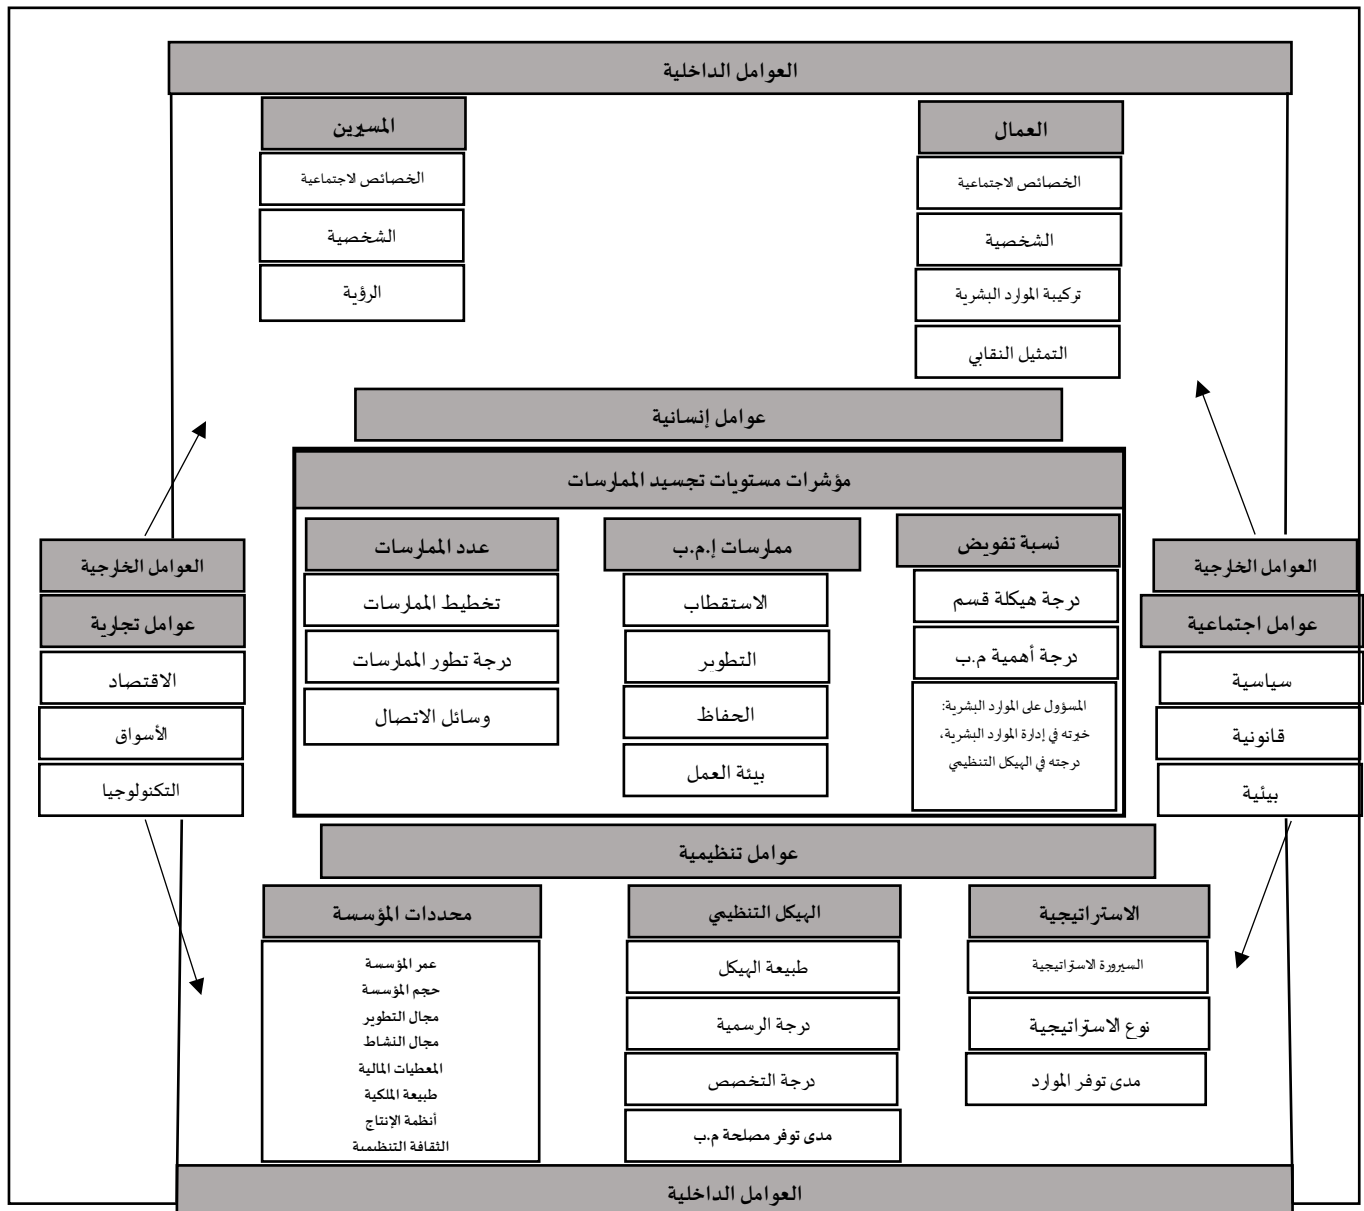 العوامل الداخلية
العمال
الخصائص الاجتماعية
الشخصية
تركيبة الموارد البشرية
التمثيل النقابي
المسيرين
الخصائص الاجتماعية
الشخصية
الرؤية
عوامل إنسانية
العوامل الخارجية
عوامل اجتماعية
سياسية
قانونية
بيئية
مؤشرات مستويات تجسيد الممارسات
نسبة تفويض
درجة هيكلة قسم
درجة أهمية م.ب
المسؤول على الموارد البشرية:
خبرته في إدارة الموارد البشرية،
درجته في الهيكل التنظيمي
ممارسات إ.م.ب
الاستقطاب
التطوير
الحفاظ
بيئة العمل
عدد الممارسات
تخطيط الممارسات
درجة تطور الممارسات
وسائل الاتصال
العوامل الخارجية
عوامل تجارية
الاقتصاد
الأسواق
التكنولوجيا
عوامل تنظيمية
الاستراتيجية
السيرورة الاستراتيجية
نوع الاستراتيجية
مدى توفر الموارد
الهيكل التنظيمي
طبيعة الهيكل
درجة الرسمية
درجة التخصص
مدى توفر مصلحة م.ب
محددات المؤسسة
عمر المؤسسة
حجم المؤسسة
مجال التطوير
مجال النشاط
المعطيات المالية
طبيعة الملكية
أنظمة الإنتاج
الثقافة التنظيمية
العوامل الداخلية